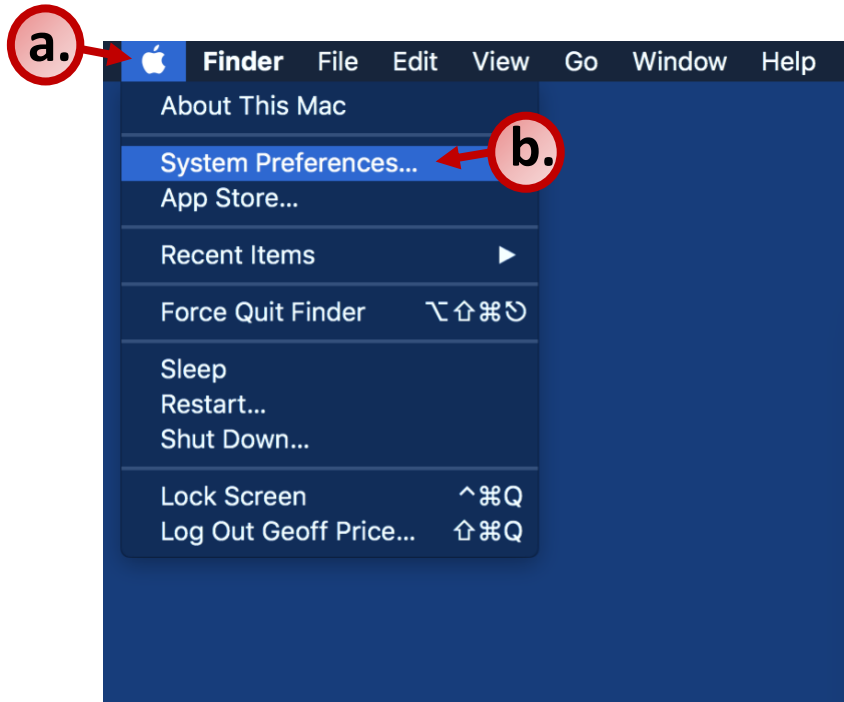 a.
Finder File Edit View Go Window Help
About This Mac
b.
System Preferences...
App Store...
Recent Items ▶
Force Quit Finder ⌥⇧⌘⎋
Sleep
Restart...
Shut Down...
Lock Screen ^⌘Q
Log Out Geoff Price... ⇧⌘Q